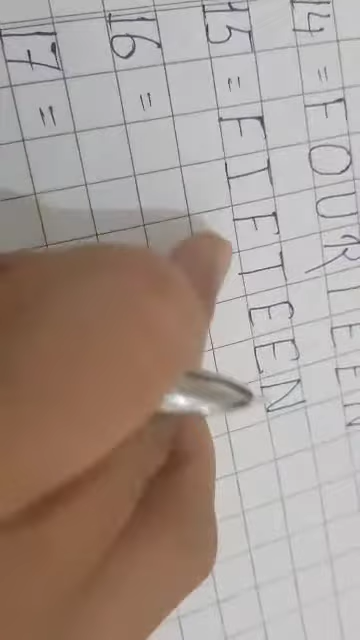 14 = FOURTEEN
15 = FIFTEEN
16 =
17 =